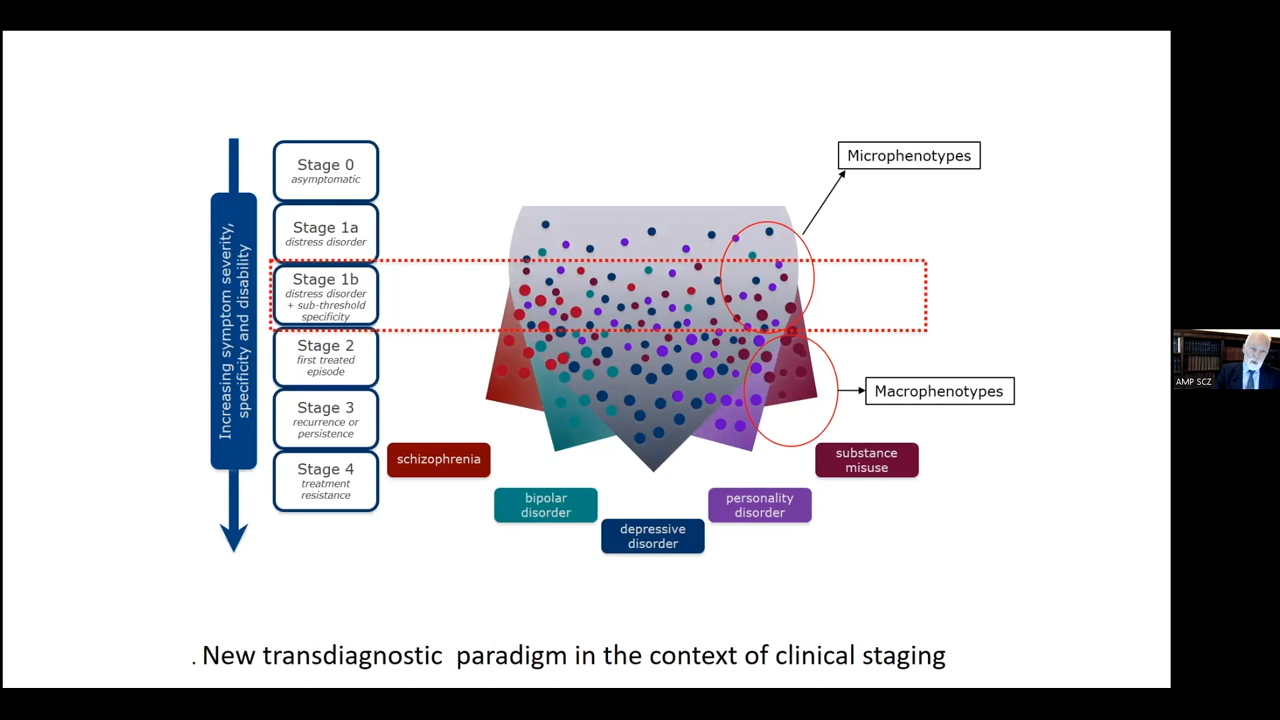 Increasing symptom severity,
specificity and disability
Stage 0
asymptomatic
Stage 1a
distress disorder
Stage 1b
distress disorder
+ sub-threshold
specificity
Stage 2
first treated
episode
Stage 3
recurrence or
persistence
Stage 4
treatment
resistance
Microphenotypes
Macrophenotypes
schizophrenia
bipolar
disorder
depressive
disorder
personality
disorder
substance
misuse
. New transdiagnostic paradigm in the context of clinical staging
AMP SCZ